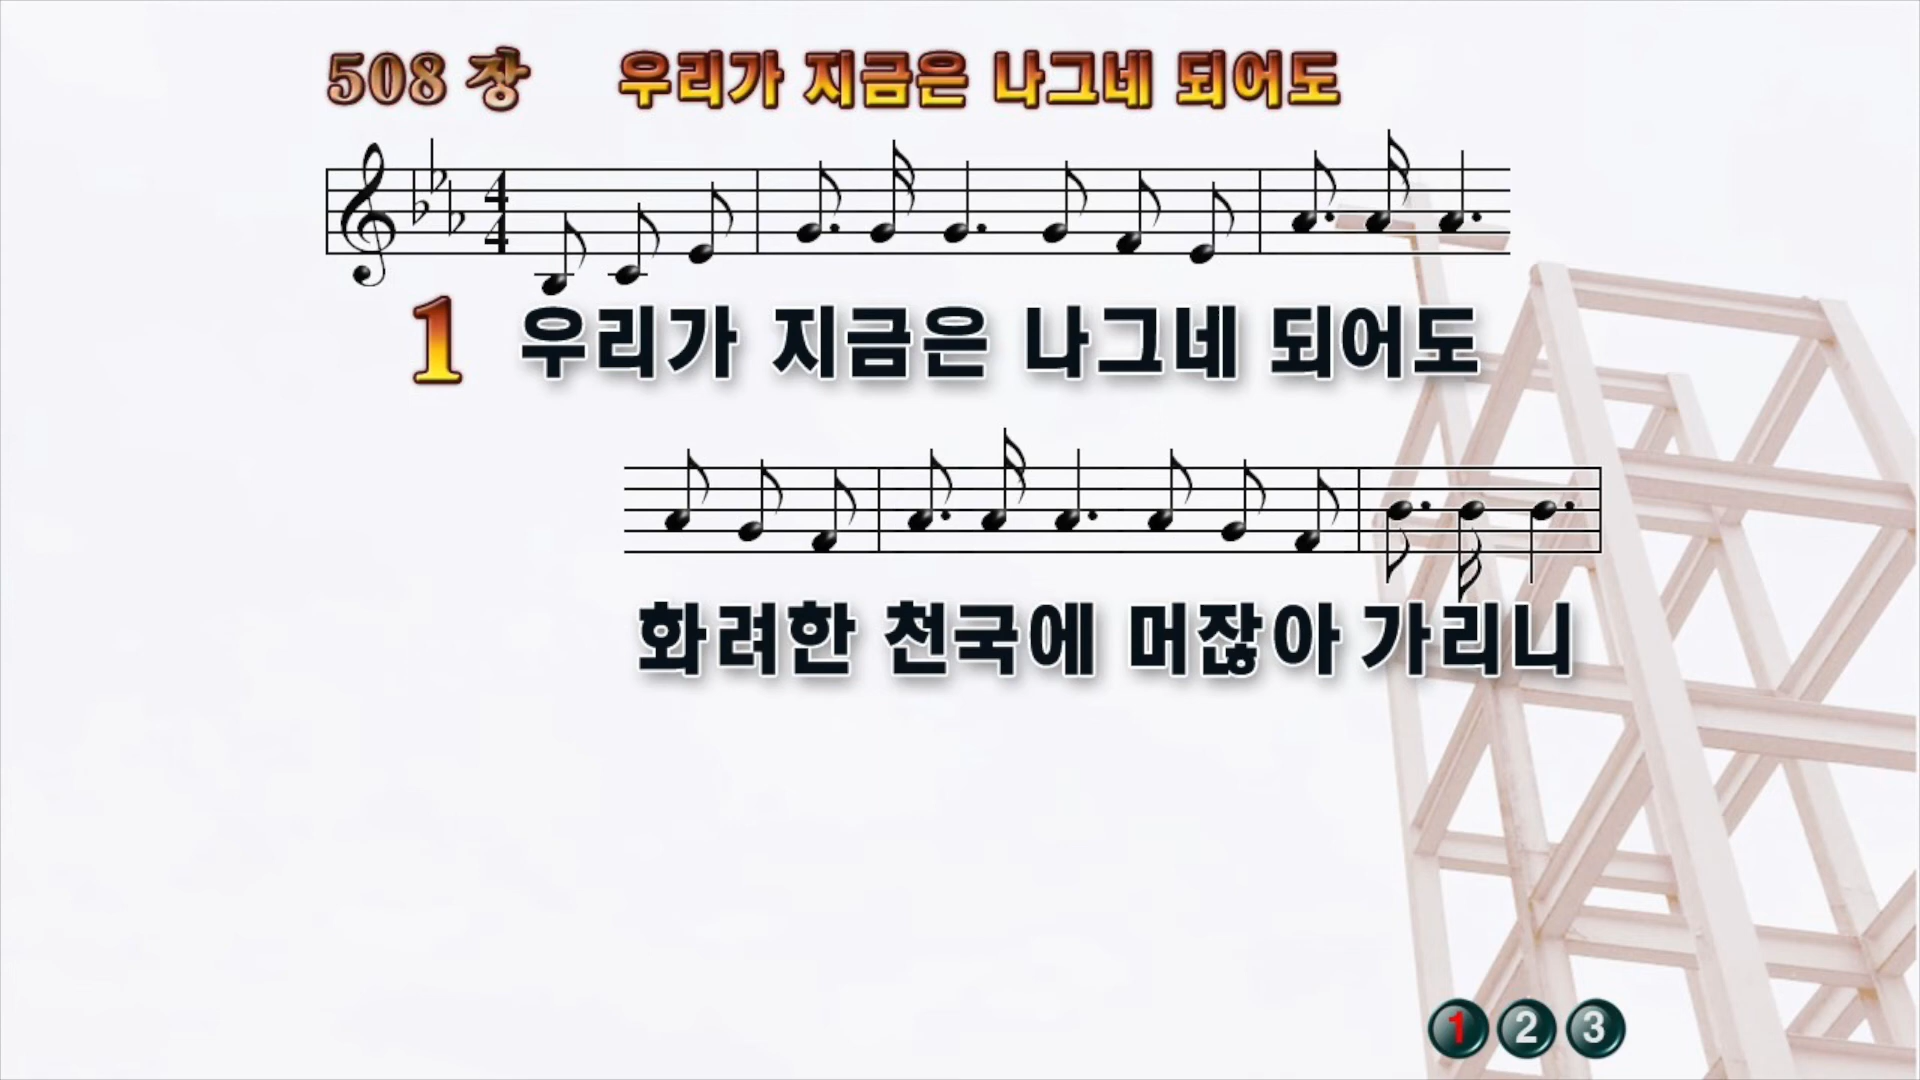 508 장 우리가 지금은 나그네 되어도
1 우리가 지금은 나그네 되어도
화려한 천국에 머잖아 가리니
1 2 3